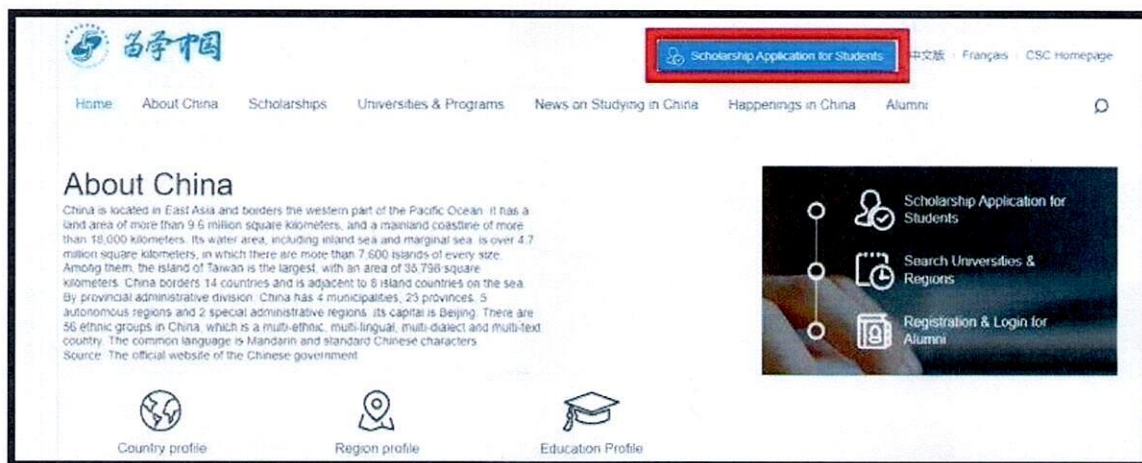 留学中国
Scholarship Application for Students 中文版 Français CSC Homepage
Home About China Scholarships Universities & Programs News on Studying in China Happenings in China Alumni
About China
China is located in East Asia and borders the western part of the Pacific Ocean. It has a
land area of more than 9.6 million square kilometers, and a mainland coastline of more
than 18,000 kilometers. Its water area, including inland sea and marginal sea, is over 4.7
million square kilometers, in which there are more than 7,600 islands of every size.
Among them, the island of Taiwan is the largest, with an area of 35,798 square
kilometers. China borders 14 countries and is adjacent to 8 island countries on the sea.
By provincial administrative division, China has 4 municipalities, 23 provinces, 5
autonomous regions and 2 special administrative regions. Its capital is Beijing. There are
56 ethnic groups in China, which is a multi-ethnic, multi-lingual, multi-dialect and multi-text
country. The common language is Mandarin and standard Chinese characters.
Source: The official website of the Chinese government
Scholarship Application for
Students
Search Universities &
Regions
Registration & Login for
Alumni
Country profile
Region profile
Education Profile